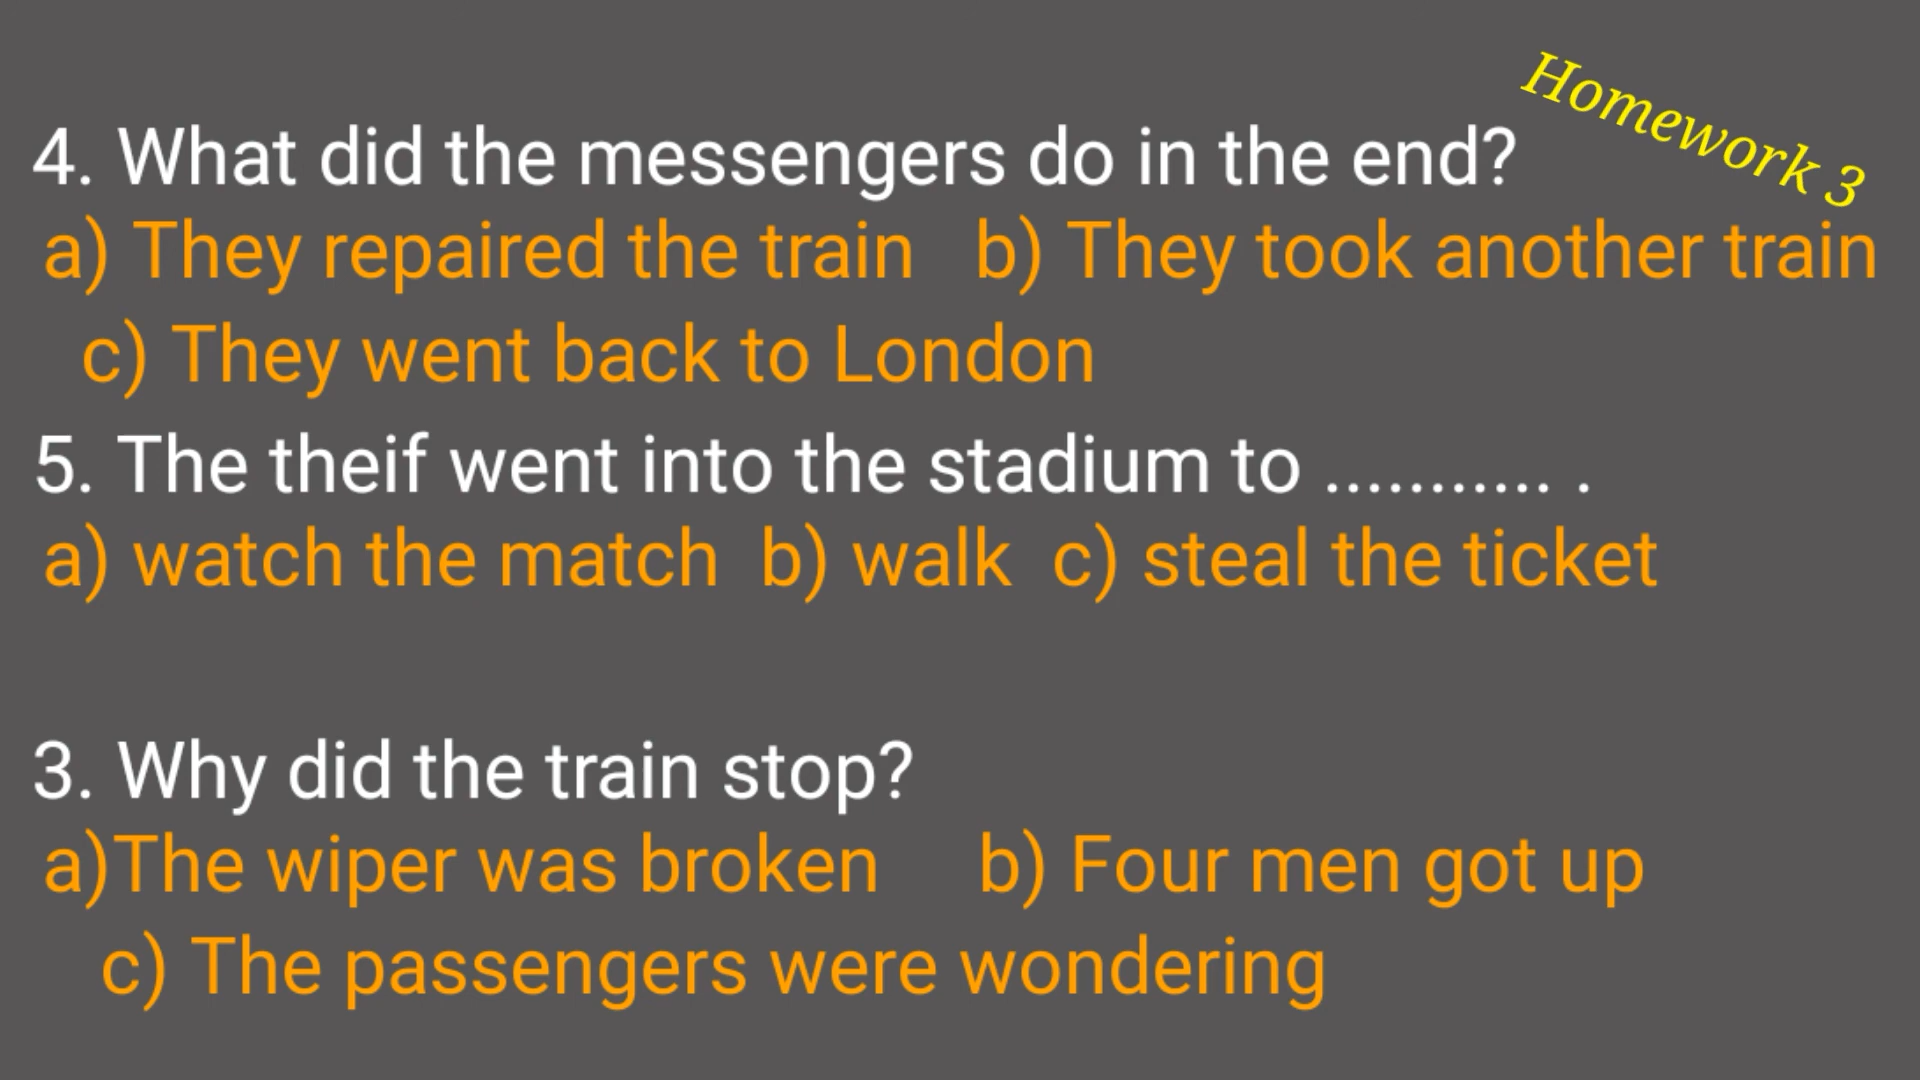 Homework 3
4. What did the messengers do in the end?
a) They repaired the train b) They took another train
c) They went back to London
5. The theif went into the stadium to ........... .
a) watch the match b) walk c) steal the ticket
3. Why did the train stop?
a)The wiper was broken b) Four men got up
c) The passengers were wondering